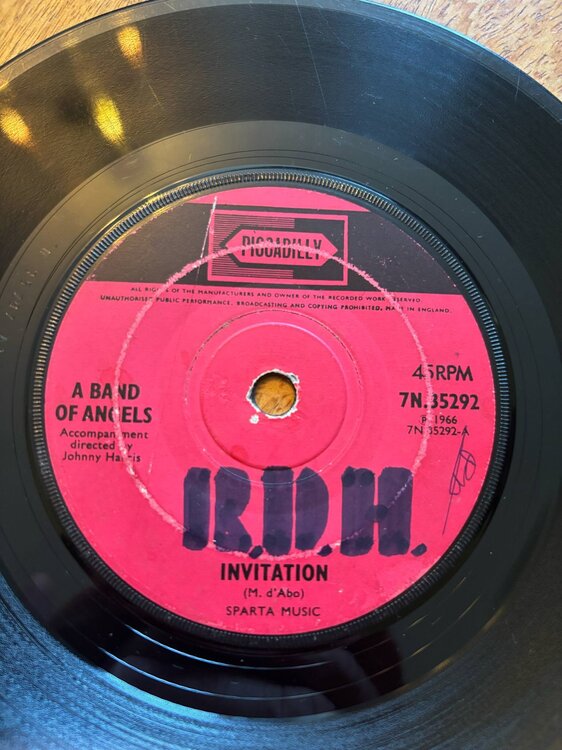 PICCADILLY
ALL RIGHTS OF THE MANUFACTURERS AND OWNER OF THE RECORDED WORK RESERVED
UNAUTHORISED PUBLIC PERFORMANCE, BROADCASTING AND COPYING PROHIBITED, MADE IN ENGLAND.
45RPM
7N.35292
℗ 1966
7N 35292-A
A BAND
OF ANGELS
Accompaniment
directed by
Johnny Harris
R.D.H.
INVITATION
(M. d'Abo)
SPARTA MUSIC